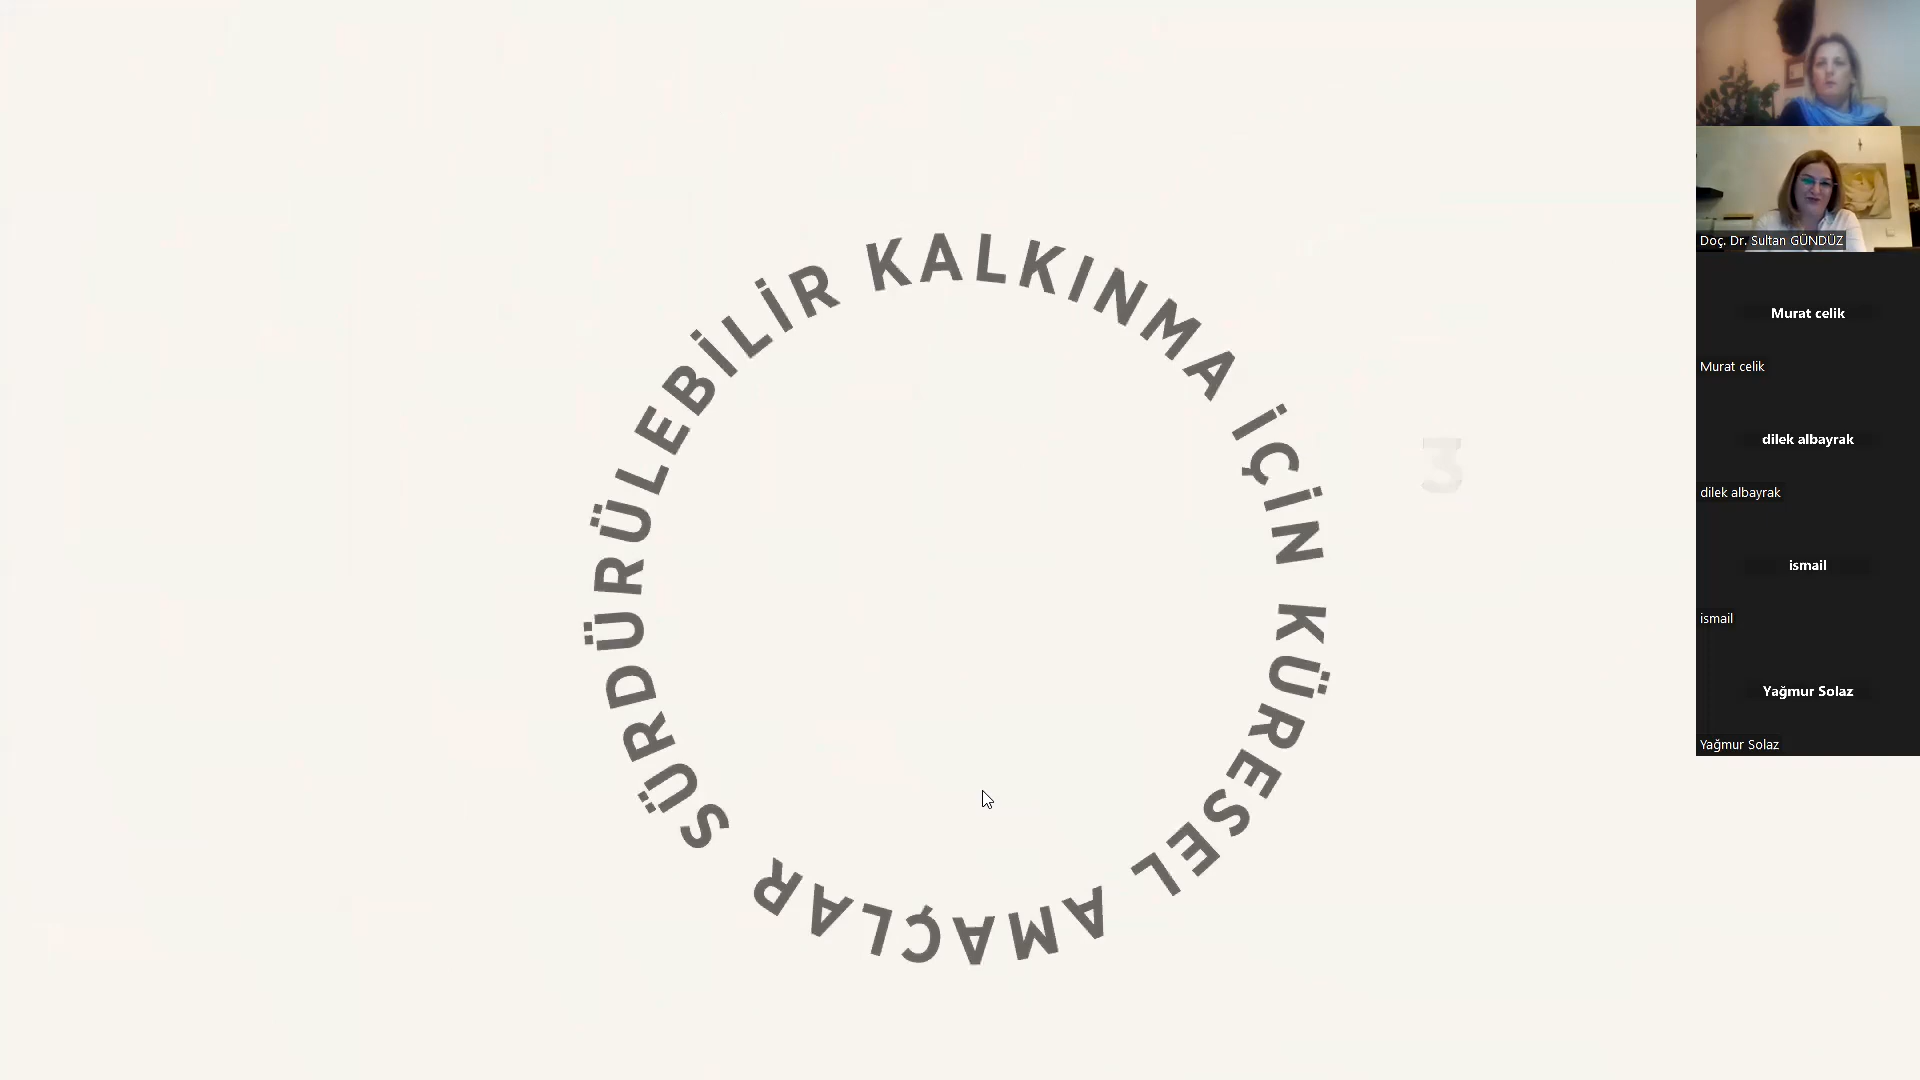 SÜRDÜRÜLEBİLİR KALKINMA İÇİN KÜRESEL AMAÇLAR
3
Doç. Dr. Sultan GÜNDÜZ
Murat celik
Murat celik
dilek albayrak
dilek albayrak
ismail
ismail
Yağmur Solaz
Yağmur Solaz